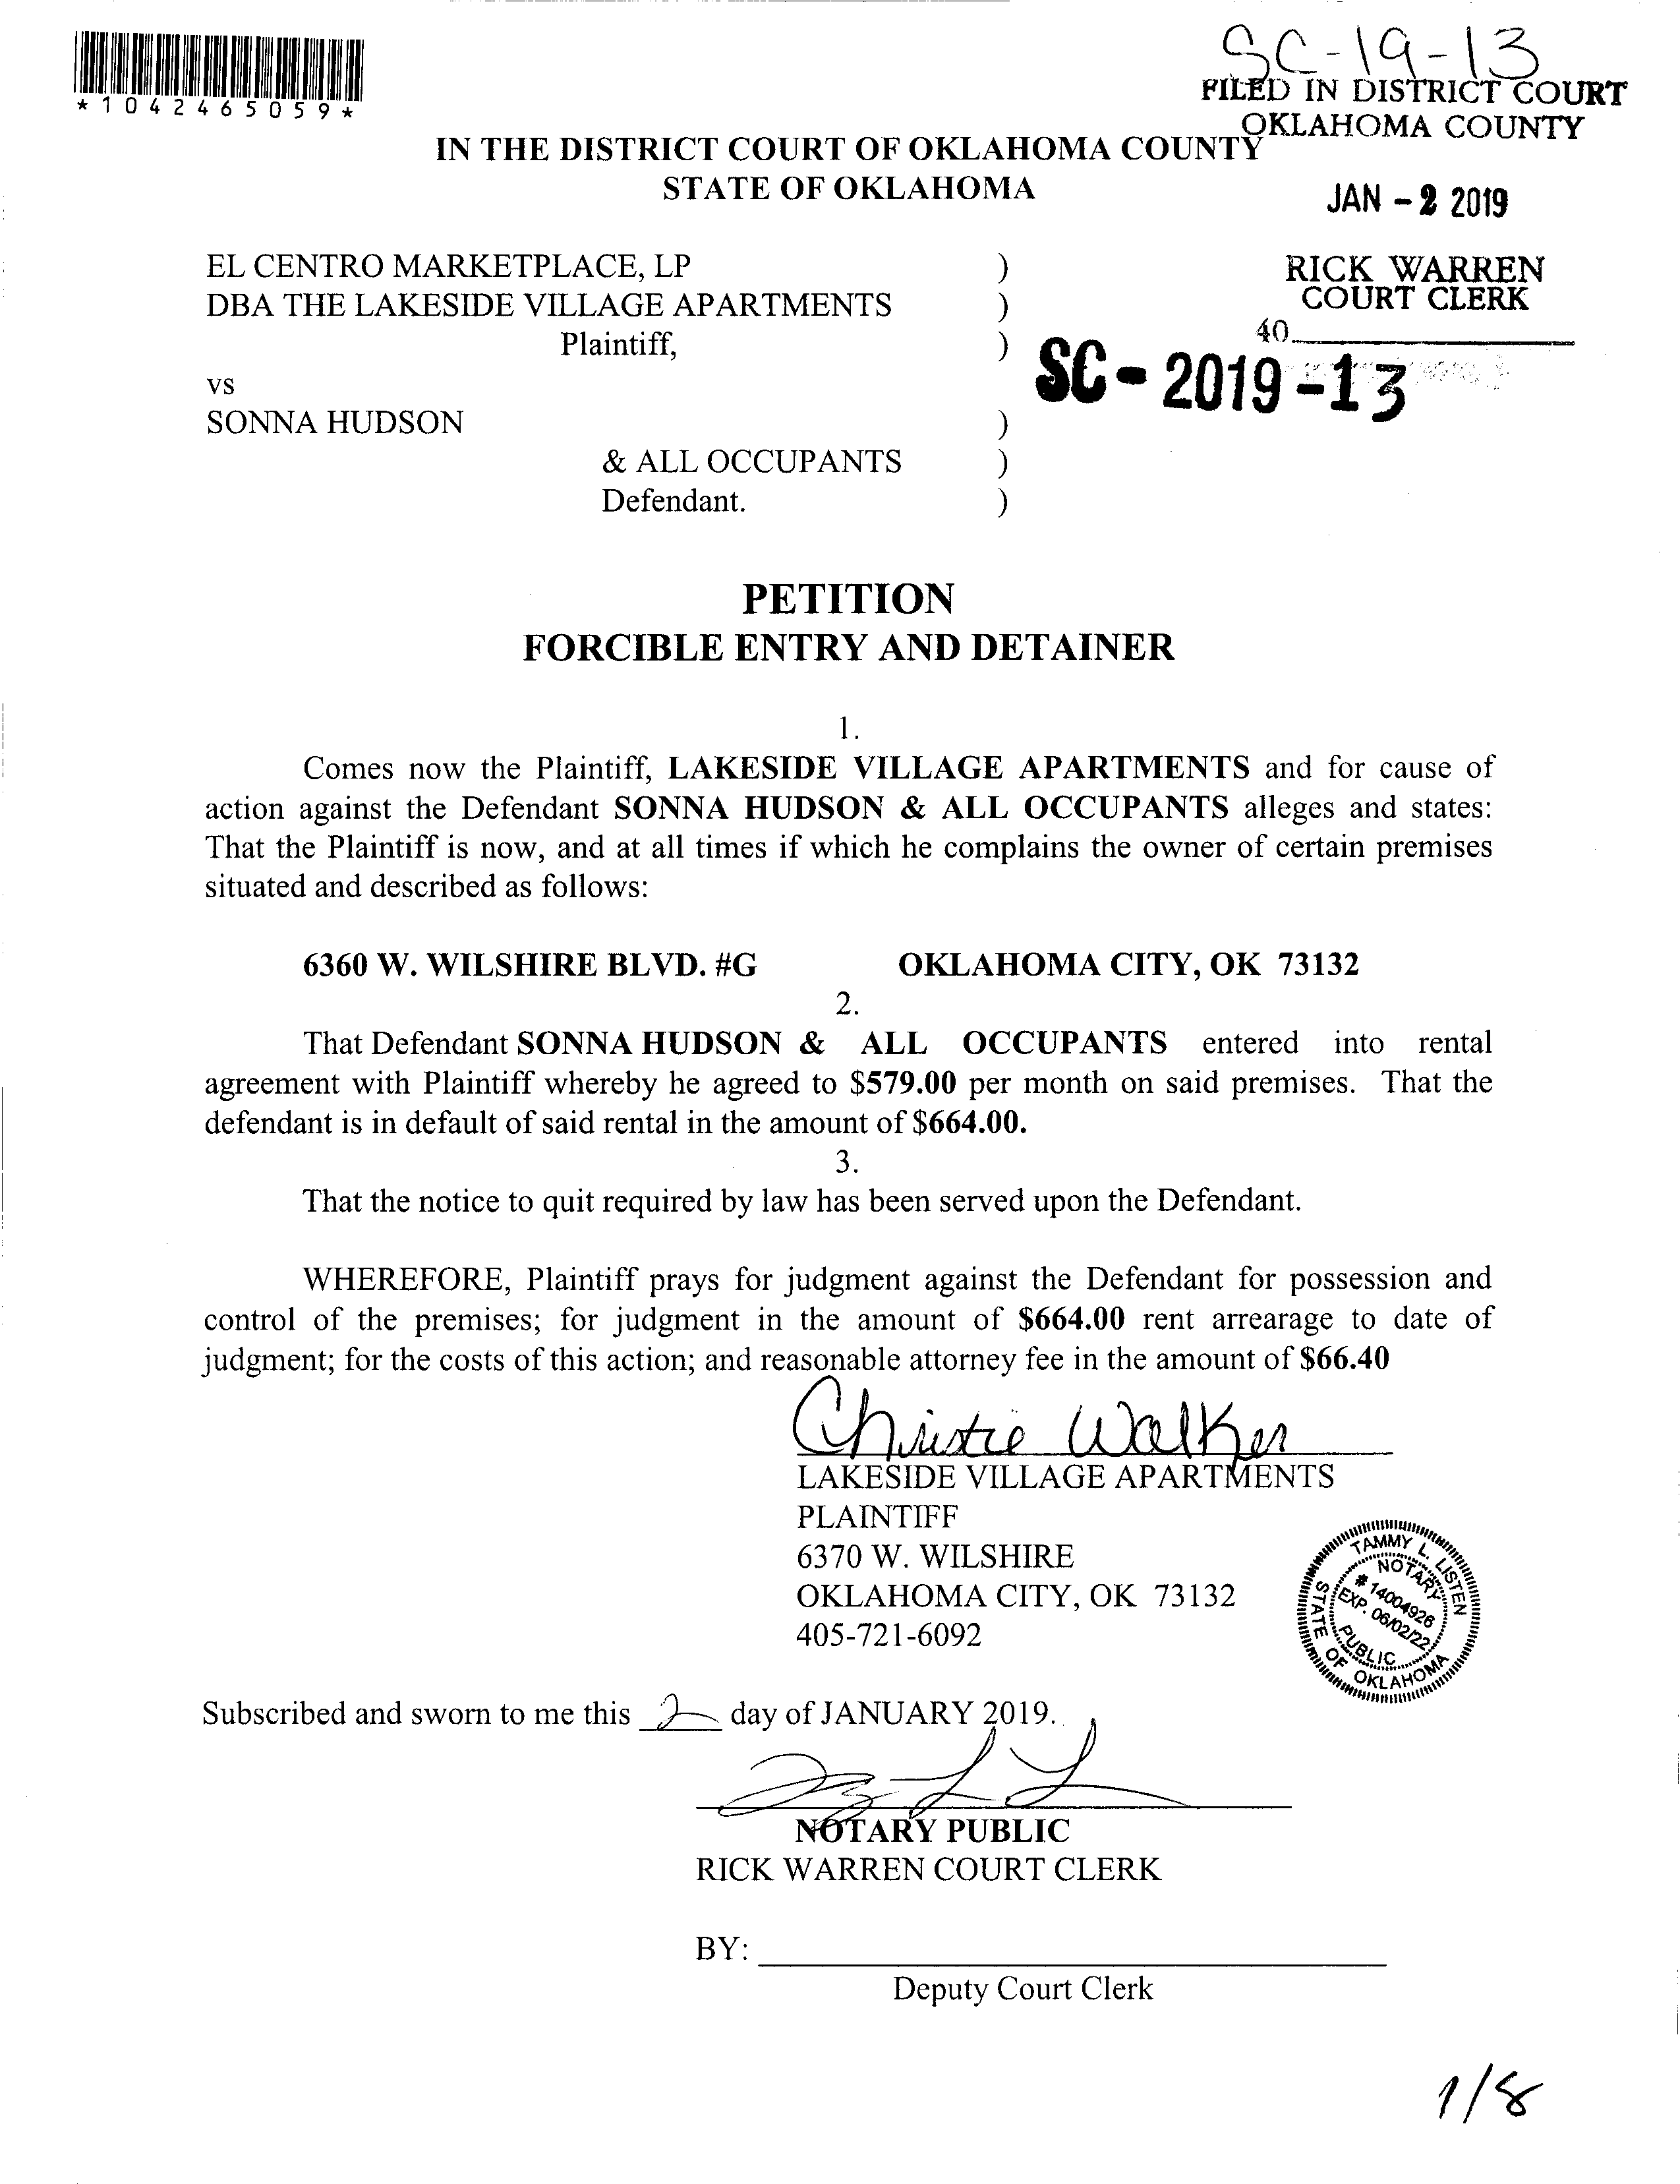 SC-19-13
*1042465059*
FILED IN DISTRICT COURT
OKLAHOMA COUNTY
IN THE DISTRICT COURT OF OKLAHOMA COUNTY
STATE OF OKLAHOMA
JAN - 2 2019
EL CENTRO MARKETPLACE, LP )
RICK WARREN
DBA THE LAKESIDE VILLAGE APARTMENTS )
COURT CLERK
Plaintiff, )
40
vs
SC - 2019 - 13
SONNA HUDSON )
& ALL OCCUPANTS )
Defendant. )
PETITION
FORCIBLE ENTRY AND DETAINER
1.
Comes now the Plaintiff, LAKESIDE VILLAGE APARTMENTS and for cause of
action against the Defendant SONNA HUDSON & ALL OCCUPANTS alleges and states:
That the Plaintiff is now, and at all times if which he complains the owner of certain premises
situated and described as follows:
6360 W. WILSHIRE BLVD. #G OKLAHOMA CITY, OK 73132
2.
That Defendant SONNA HUDSON & ALL OCCUPANTS entered into rental
agreement with Plaintiff whereby he agreed to $579.00 per month on said premises. That the
defendant is in default of said rental in the amount of $664.00.
3.
That the notice to quit required by law has been served upon the Defendant.
WHEREFORE, Plaintiff prays for judgment against the Defendant for possession and
control of the premises; for judgment in the amount of $664.00 rent arrearage to date of
judgment; for the costs of this action; and reasonable attorney fee in the amount of $66.40
Christie Walker
LAKESIDE VILLAGE APARTMENTS
PLAINTIFF
6370 W. WILSHIRE
OKLAHOMA CITY, OK 73132
405-721-6092
TAMMY L. LISTEN
NOTARY
# 14004926
EXP. 06/02/22
PUBLIC
STATE OF OKLAHOMA
Subscribed and sworn to me this 2 day of JANUARY 2019.
NOTARY PUBLIC
RICK WARREN COURT CLERK
BY:
Deputy Court Clerk
1/8